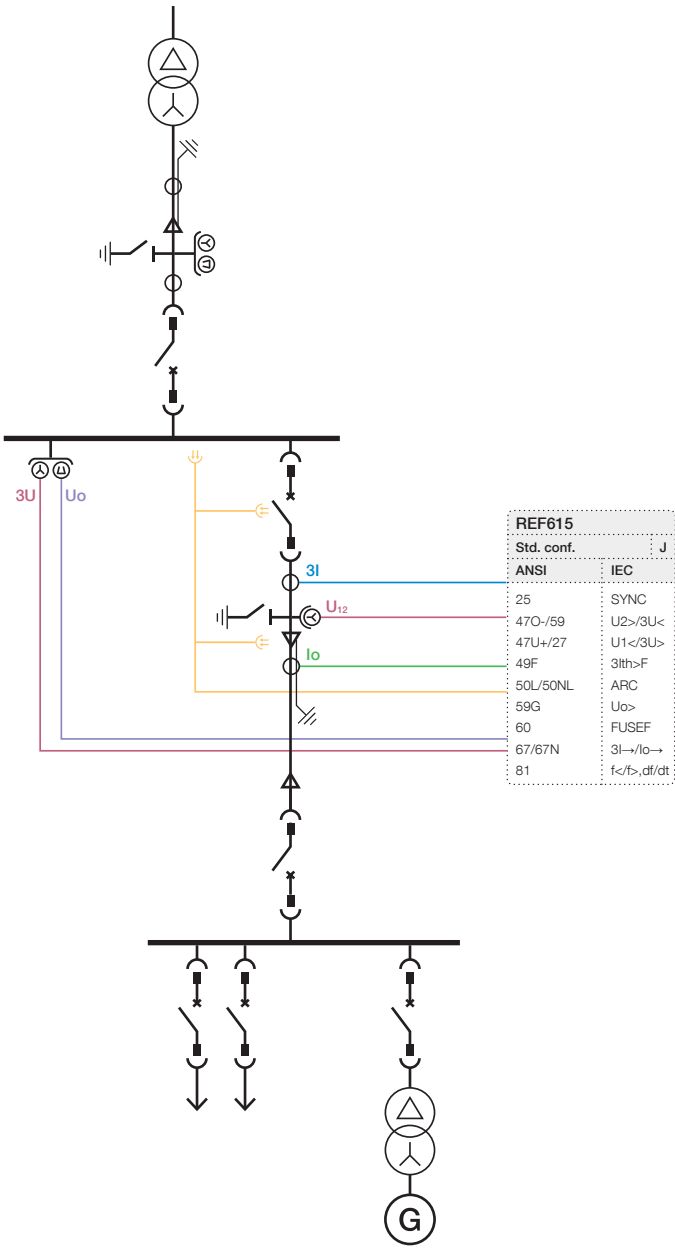 3U Uo
3I
U₁₂
Io
REF615
Std. conf. J
ANSI IEC
25 SYNC
47O-/59 U2>/3U<
47U+/27 U1</3U>
49F 3Ith>F
50L/50NL ARC
59G Uo>
60 FUSEF
67/67N 3I→/Io→
81 f</f>,df/dt
G